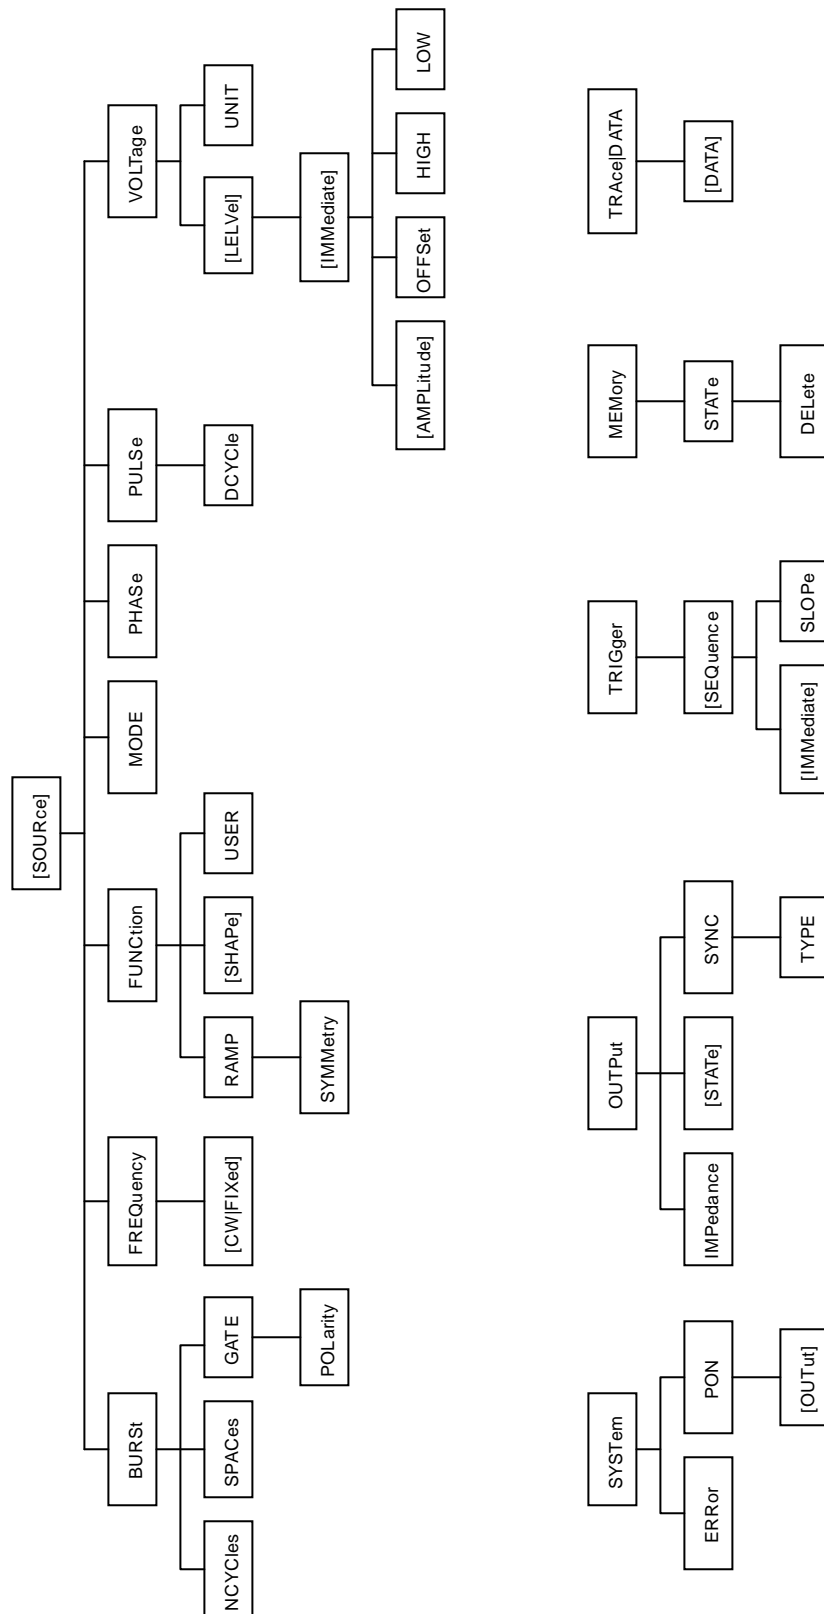 [SOURce]
BURSt
FREQuency
FUNCtion
MODE
PHASe
PULSe
VOLTage
NCYCles
SPACes
GATE
[CW|FIXed]
RAMP
[SHAPe]
USER
DCYCle
[LELVel]
UNIT
POLarity
SYMMetry
[IMMediate]
[AMPLitude]
OFFSet
HIGH
LOW
SYSTem
OUTPut
TRIGger
MEMory
TRAce|DATA
ERRor
PON
IMPedance
[STATe]
SYNC
[SEQuence]
STATe
[DATA]
[OUTut]
TYPE
[IMMediate]
SLOPe
DELete